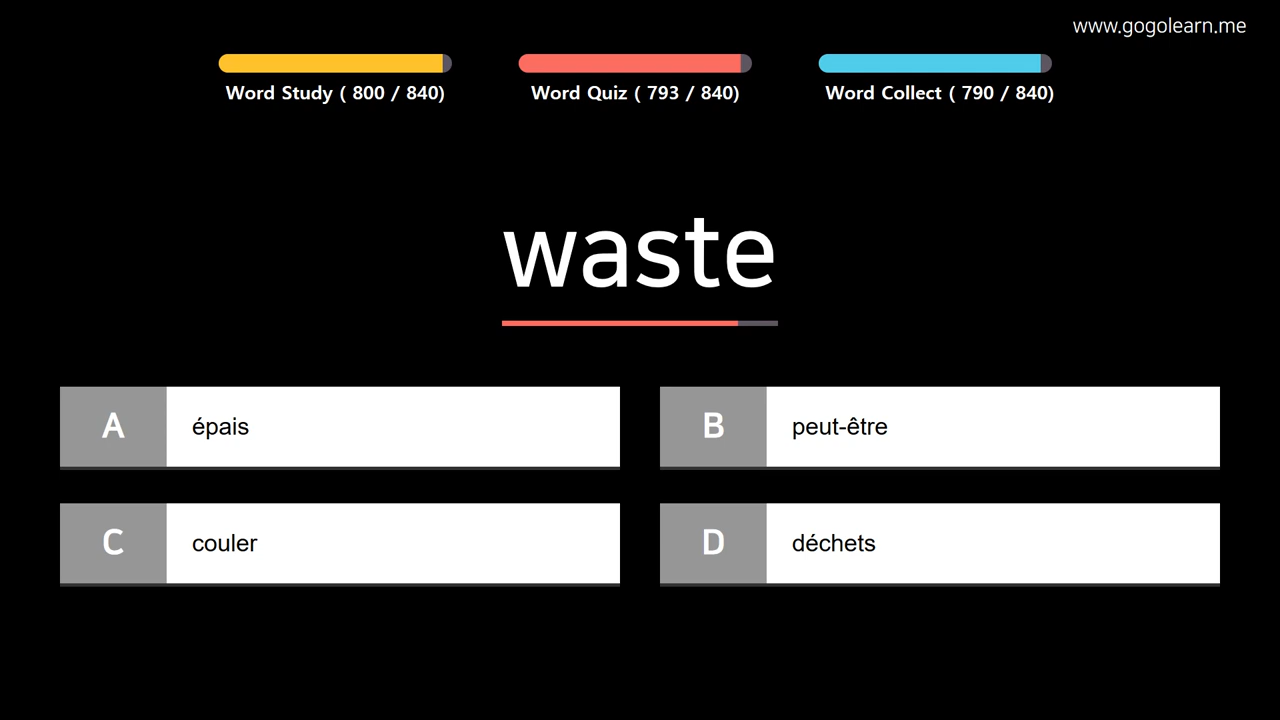 www.gogolearn.me
Word Study ( 800 / 840)
Word Quiz ( 793 / 840)
Word Collect ( 790 / 840)
waste
A épais
B peut-être
C couler
D déchets